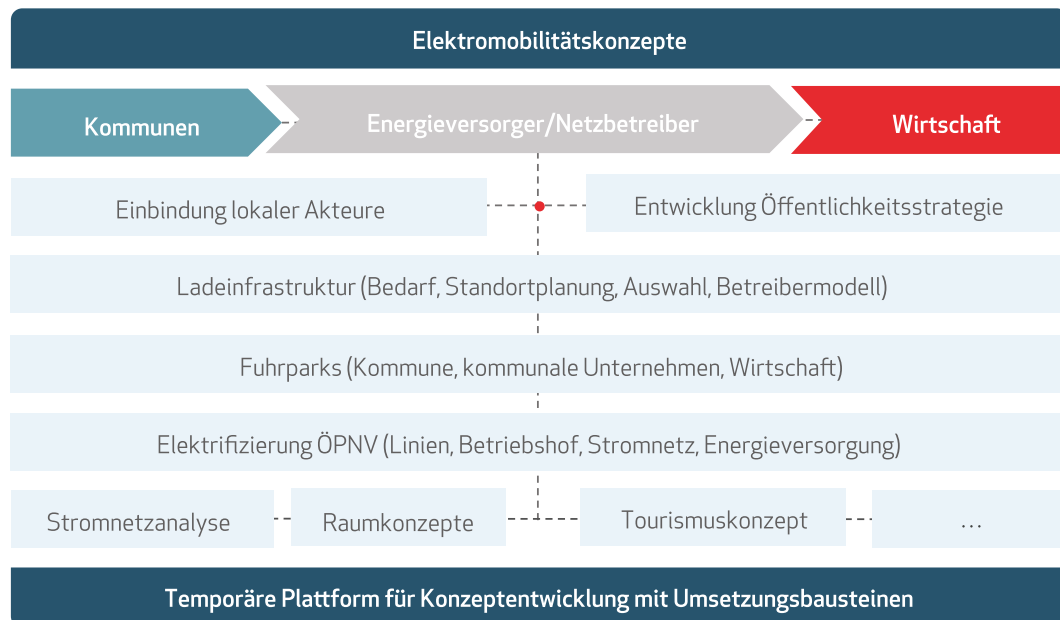 Elektromobilitätskonzepte
Kommunen
Energieversorger/Netzbetreiber
Wirtschaft
Einbindung lokaler Akteure
Entwicklung Öffentlichkeitsstrategie
Ladeinfrastruktur (Bedarf, Standortplanung, Auswahl, Betreibermodell)
Fuhrparks (Kommune, kommunale Unternehmen, Wirtschaft)
Elektrifizierung ÖPNV (Linien, Betriebshof, Stromnetz, Energieversorgung)
Stromnetzanalyse
Raumkonzepte
Tourismuskonzept
...
Temporäre Plattform für Konzeptentwicklung mit Umsetzungsbausteinen